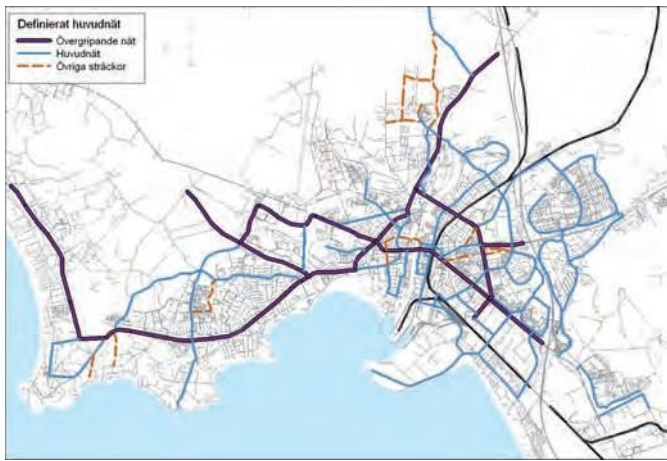 Definierat huvudnät
Övergripande nät
Huvudnät
Övriga sträckor